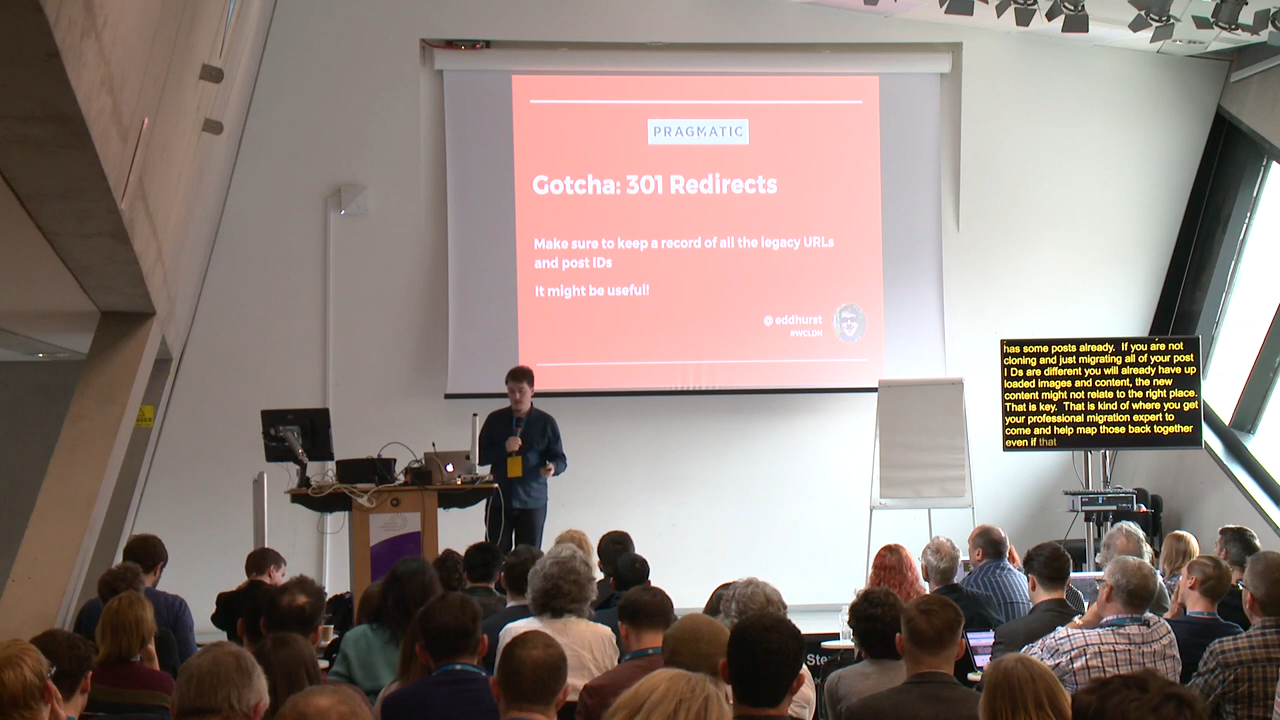 PRAGMATIC
Gotcha: 301 Redirects
Make sure to keep a record of all the legacy URLs
and post IDs
It might be useful!
@eddhurst
#WCLDN
has some posts already. If you are not
cloning and just migrating all of your post
I Ds are different you will already have up
loaded images and content, the new
content might not relate to the right place.
That is key. That is kind of where you get
your professional migration expert to
come and help map those back together
even if that